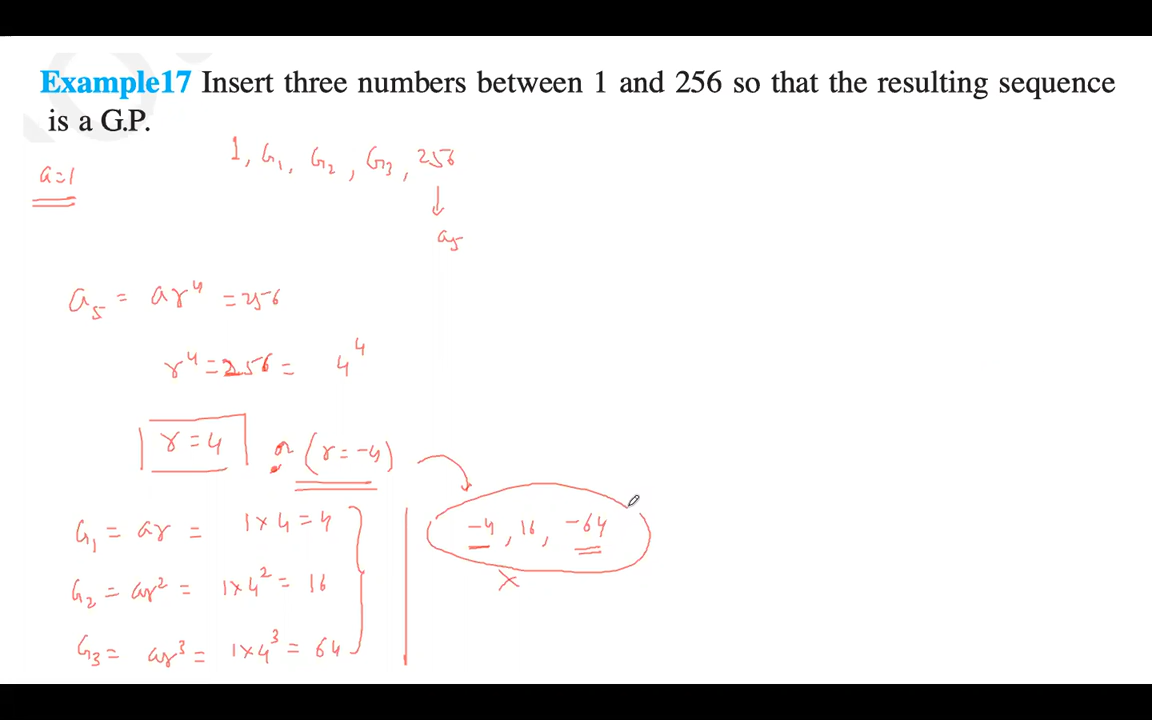 Example17 Insert three numbers between 1 and 256 so that the resulting sequence
is a G.P.
1, G₁, G₂, G₃, 256
a=1
↓
a₅
a₅ = ar⁴ = 256
r⁴ = 256 = 4⁴
r = 4 or (r = -4)
G₁ = ar = 1×4 = 4
-4, 16, -64
G₂ = ar² = 1×4² = 16
×
G₃ = ar³ = 1×4³ = 64